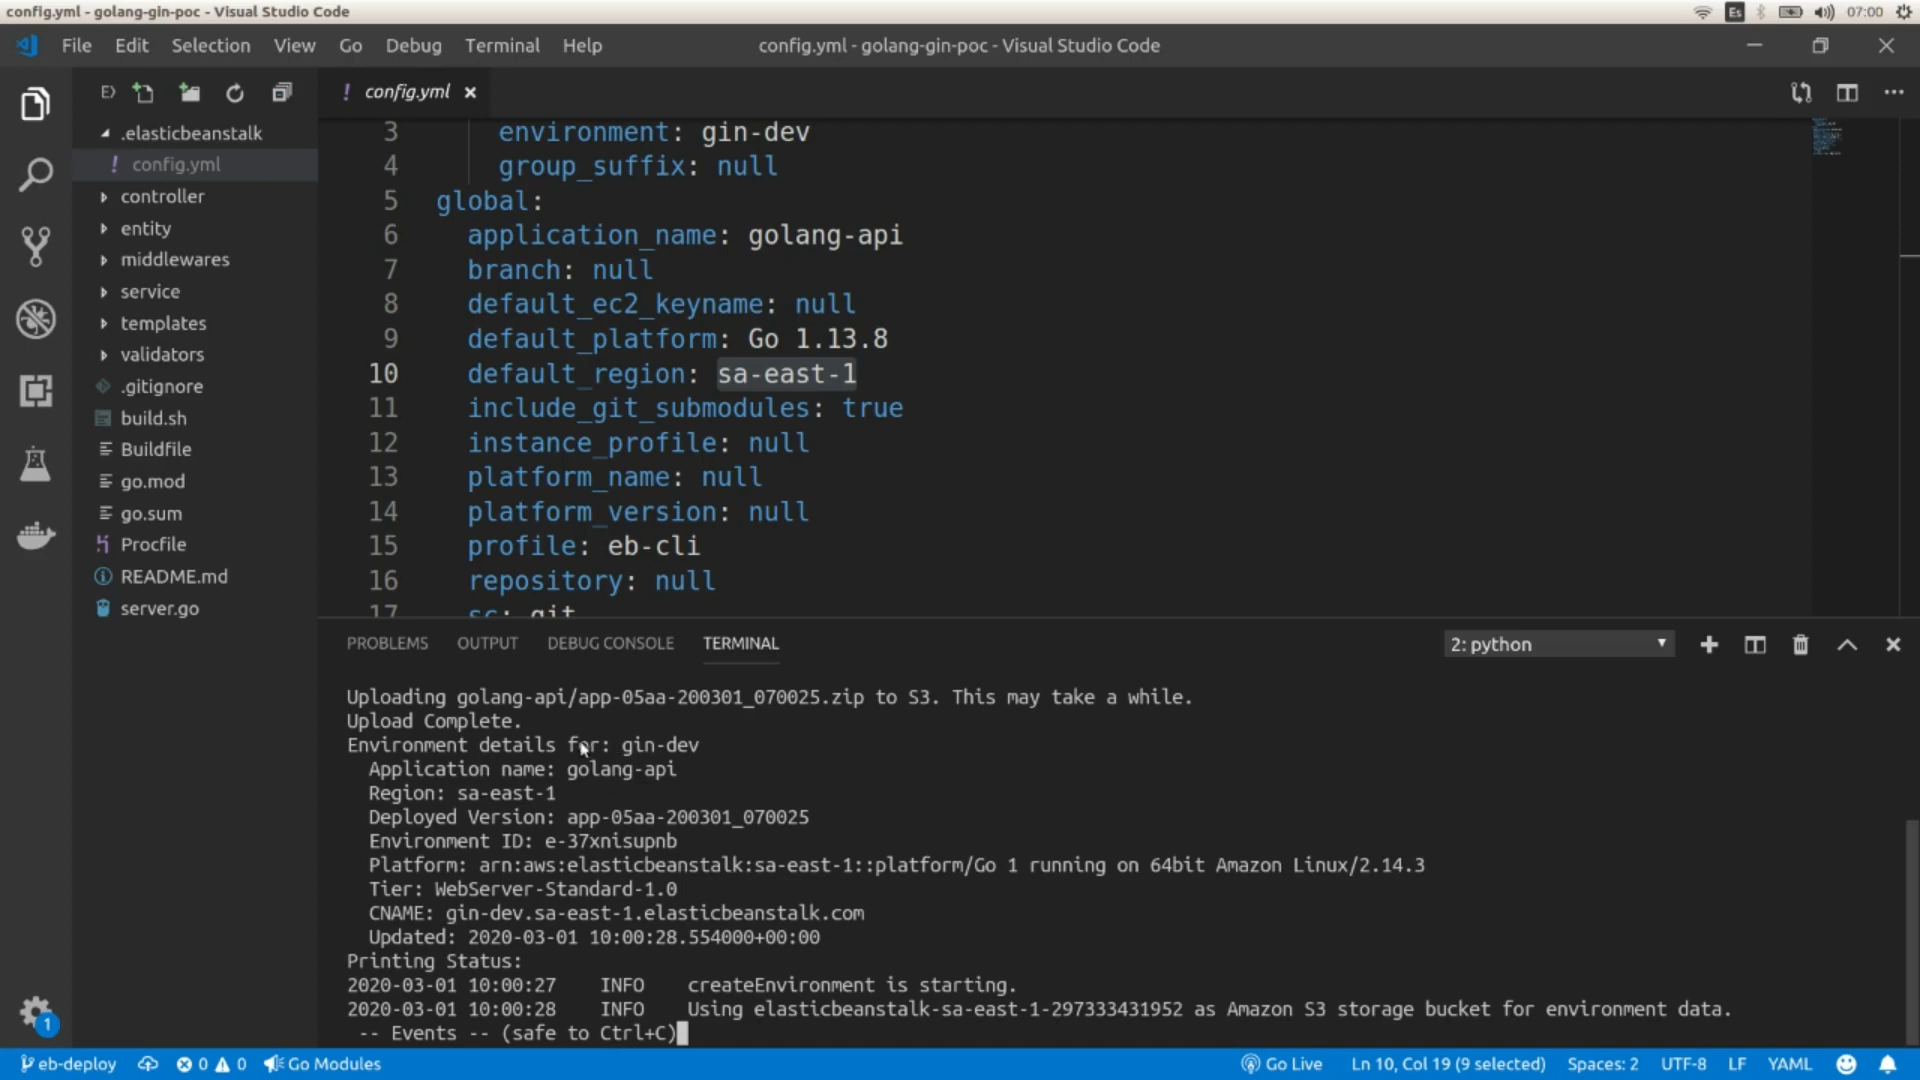 config.yml - golang-gin-poc - Visual Studio Code
Es
07:00
File Edit Selection View Go Debug Terminal Help
config.yml - golang-gin-poc - Visual Studio Code
! config.yml ×
.elasticbeanstalk
! config.yml
controller
entity
middlewares
service
templates
validators
.gitignore
build.sh
Buildfile
go.mod
go.sum
Procfile
README.md
server.go
3 environment: gin-dev
4 group_suffix: null
5 global:
6 application_name: golang-api
7 branch: null
8 default_ec2_keyname: null
9 default_platform: Go 1.13.8
10 default_region: sa-east-1
11 include_git_submodules: true
12 instance_profile: null
13 platform_name: null
14 platform_version: null
15 profile: eb-cli
16 repository: null
17 sc: git
PROBLEMS OUTPUT DEBUG CONSOLE TERMINAL
2: python
Uploading golang-api/app-05aa-200301_070025.zip to S3. This may take a while.
Upload Complete.
Environment details for: gin-dev
Application name: golang-api
Region: sa-east-1
Deployed Version: app-05aa-200301_070025
Environment ID: e-37xnisupnb
Platform: arn:aws:elasticbeanstalk:sa-east-1::platform/Go 1 running on 64bit Amazon Linux/2.14.3
Tier: WebServer-Standard-1.0
CNAME: gin-dev.sa-east-1.elasticbeanstalk.com
Updated: 2020-03-01 10:00:28.554000+00:00
Printing Status:
2020-03-01 10:00:27 INFO createEnvironment is starting.
2020-03-01 10:00:28 INFO Using elasticbeanstalk-sa-east-1-297333431952 as Amazon S3 storage bucket for environment data.
-- Events -- (safe to Ctrl+C)
1
eb-deploy 0 0 Go Modules Go Live Ln 10, Col 19 (9 selected) Spaces: 2 UTF-8 LF YAML